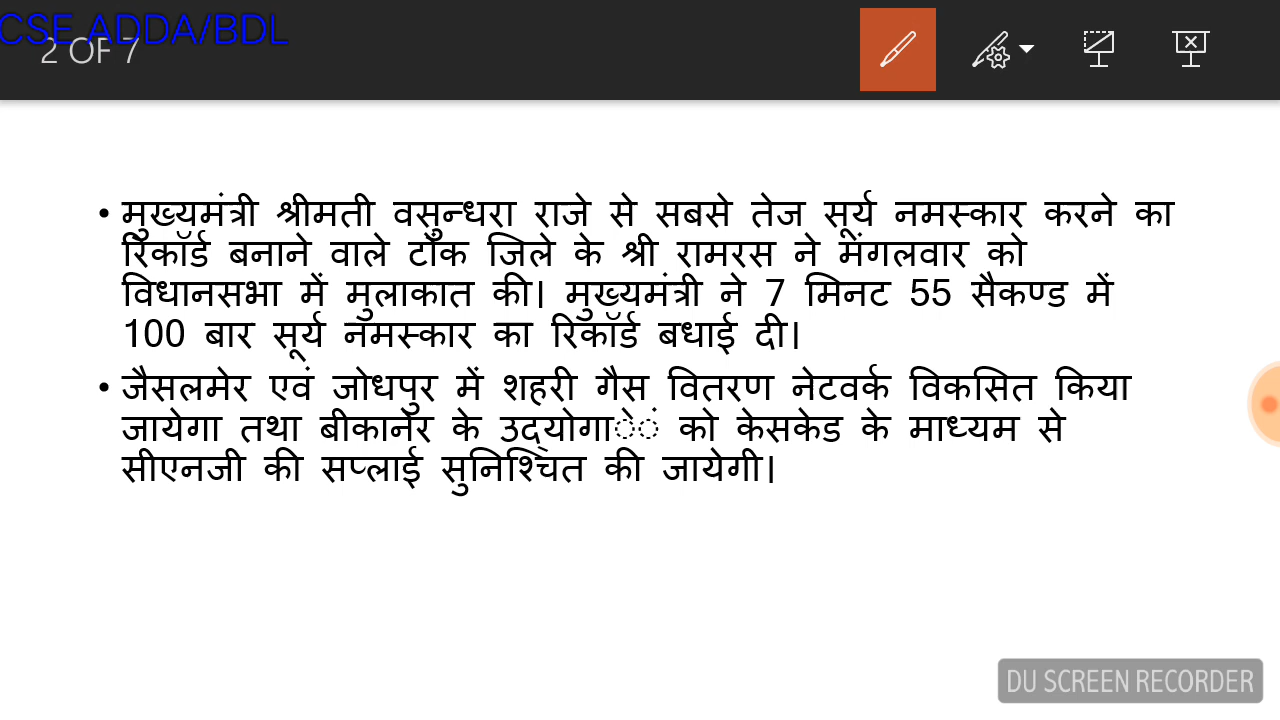 CSE ADDA/BDL
2 OF 7
• मुख्यमंत्री श्रीमती वसुन्धरा राजे से सबसे तेज सूर्य नमस्कार करने का
रिकॉर्ड बनाने वाले टोंक जिले के श्री रामरस ने मंगलवार को
विधानसभा में मुलाकात की। मुख्यमंत्री ने 7 मिनट 55 सैकण्ड में
100 बार सूर्य नमस्कार का रिकॉर्ड बधाई दी।
• जैसलमेर एवं जोधपुर में शहरी गैस वितरण नेटवर्क विकसित किया
जायेगा तथा बीकानेर के उद्योगाेें को केसकेड के माध्यम से
सीएनजी की सप्लाई सुनिश्चित की जायेगी।
DU SCREEN RECORDER